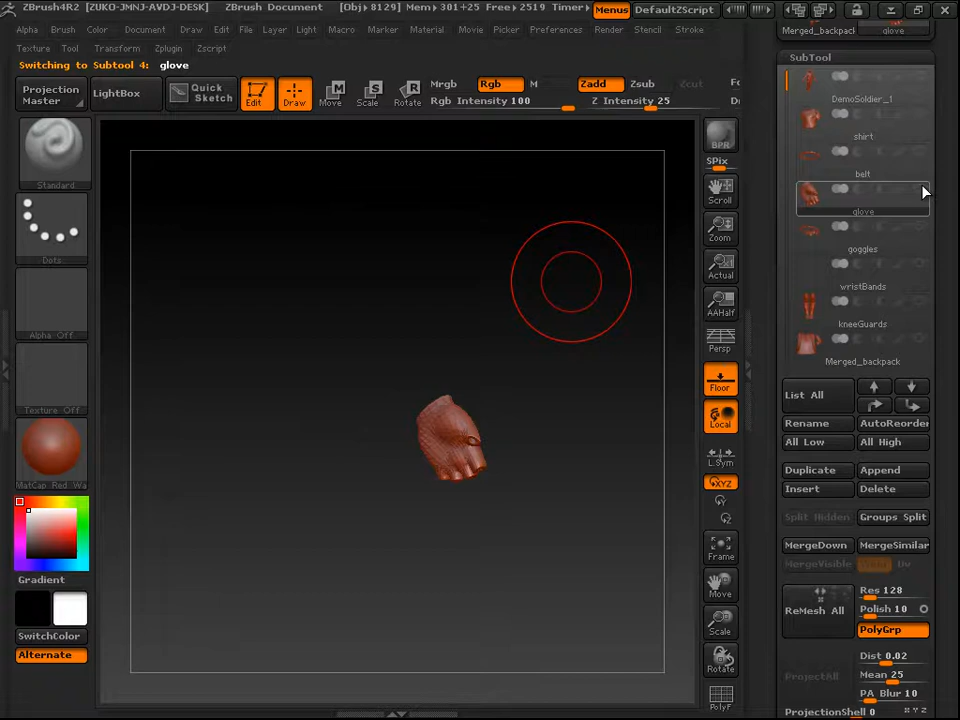 ZBrush4R2 [ZUKO-JMNJ-AVDJ-DESK] ZBrush Document [Obj▸8129] Mem▸301+25 Free▸2519 Timer▸ Menus DefaultZScript
Alpha Brush Color Document Draw Edit File Layer Light Macro Marker Material Movie Picker Preferences Render Stencil Stroke
Texture Tool Transform Zplugin Zscript
Switching to Subtool 4: glove
Merged_backpack glove
SubTool
Projection Master
LightBox
Quick Sketch
Edit
Draw
Move
Scale
Rotate
Mrgb Rgb M Zadd Zsub Zcut
Rgb Intensity 100 Z Intensity 25
Standard
Dots
Alpha Off
Texture Off
MatCap Red Wa
Gradient
SwitchColor
Alternate
BPR
SPix
Scroll
Zoom
Actual
AAHalf
Persp
Floor
Local
L.Sym
XYZ
Y
Z
Frame
Move
Scale
Rotate
PolyF
DemoSoldier_1
shirt
belt
glove
goggles
wristBands
kneeGuards
Merged_backpack
List All
Rename AutoReorder
All Low All High
Duplicate Append
Insert Delete
Split Hidden Groups Split
MergeDown MergeSimilar
MergeVisible Weld Uv
ReMesh All
Res 128
Polish 10
PolyGrp
ProjectAll
Dist 0.02
Mean 25
PA Blur 10
ProjectionShell 0